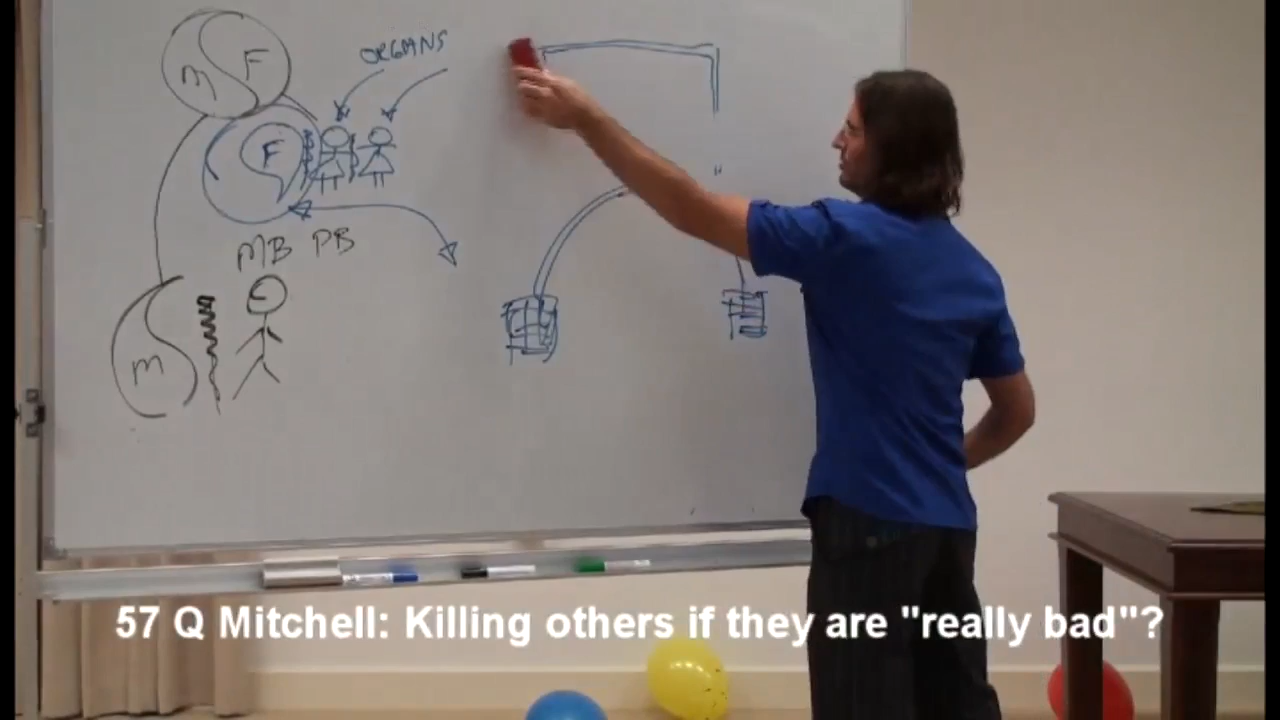 M F
ORGANS
F
MB PB
M
57 Q Mitchell: Killing others if they are "really bad"?